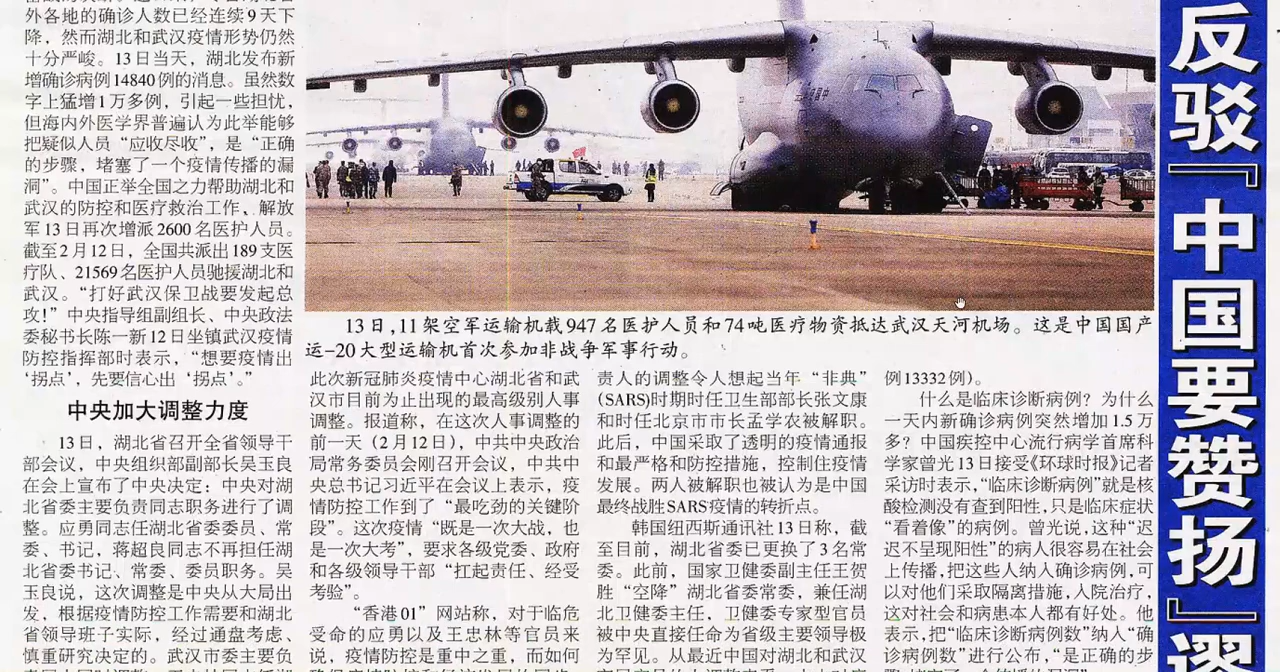 外各地的确诊人数已经连续9天下
降，然而湖北和武汉疫情形势仍然
十分严峻。13日当天，湖北发布新
增确诊病例14840例的消息。虽然数
字上猛增1万多例，引起一些担忧，
但海内外医学界普遍认为此举能够
把疑似人员“应收尽收”，是“正确
的步骤，堵塞了一个疫情传播的漏
洞”。中国正举全国之力帮助湖北和
武汉的防控和医疗救治工作，解放
军13日再次增派2600名医护人员。
截至2月12日，全国共派出189支医
疗队、21569名医护人员驰援湖北和
武汉。“打好武汉保卫战要发起总
攻！”中央指导组副组长、中央政法
委秘书长陈一新12日坐镇武汉疫情
防控指挥部时表示，“想要疫情出
‘拐点’，先要信心出‘拐点’。”
中央加大调整力度
13日，湖北省召开全省领导干
部会议，中央组织部副部长吴玉良
在会上宣布了中央决定：中央对湖
北省委主要负责同志职务进行了调
整。应勇同志任湖北省委委员、常
委、书记，蒋超良同志不再担任湖
北省委书记、常委、委员职务。吴
玉良说，这次调整是中央从大局出
发，根据疫情防控工作需要和湖北
省领导班子实际，经过通盘考虑、
慎重研究决定的。武汉市委主要负
13日，11架空军运输机载947名医护人员和74吨医疗物资抵达武汉天河机场。这是中国国产
运-20大型运输机首次参加非战争军事行动。
此次新冠肺炎疫情中心湖北省和武
汉市目前为止出现的最高级别人事
调整。报道称，在这次人事调整的
前一天（2月12日），中共中央政治
局常务委员会刚召开会议，中共中
央总书记习近平在会议上表示，疫
情防控工作到了“最吃劲的关键阶
段”。这次疫情“既是一次大战，也
是一次大考”，要求各级党委、政府
和各级领导干部“扛起责任、经受
考验”。
“香港01”网站称，对于临危
受命的应勇以及王忠林等官员来
说，疫情防控是重中之重，而如何
责人的调整令人想起当年“非典”
(SARS)时期时任卫生部部长张文康
和时任北京市市长孟学农被解职。
此后，中国采取了透明的疫情通报
和最严格和防控措施，控制住疫情
发展。两人被解职也被认为是中国
最终战胜SARS疫情的转折点。
韩国纽西斯通讯社13日称，截
至目前，湖北省委已更换了3名常
委。此前，国家卫健委副主任王贺
胜“空降”湖北省委常委，兼任湖
北卫健委主任，卫健委专家型官员
被中央直接任命为省级主要领导极
为罕见。从最近中国对湖北和武汉
例13332例）。
什么是临床诊断病例？为什么
一天内新确诊病例突然增加1.5万
多？中国疾控中心流行病学首席科
学家曾光13日接受《环球时报》记者
采访时表示，“临床诊断病例”就是核
酸检测没有查到阳性，只是临床症状
“看着像”的病例。曾光说，这种“迟
迟不呈现阳性”的病人很容易在社会
上传播，把这些人纳入确诊病例，可
以对他们采取隔离措施，入院治疗，
这对社会和病患本人都有好处。他
表示，把“临床诊断病例数”纳入“确
诊病例数”进行公布，“是正确的步
反驳『中国要赞扬』谬